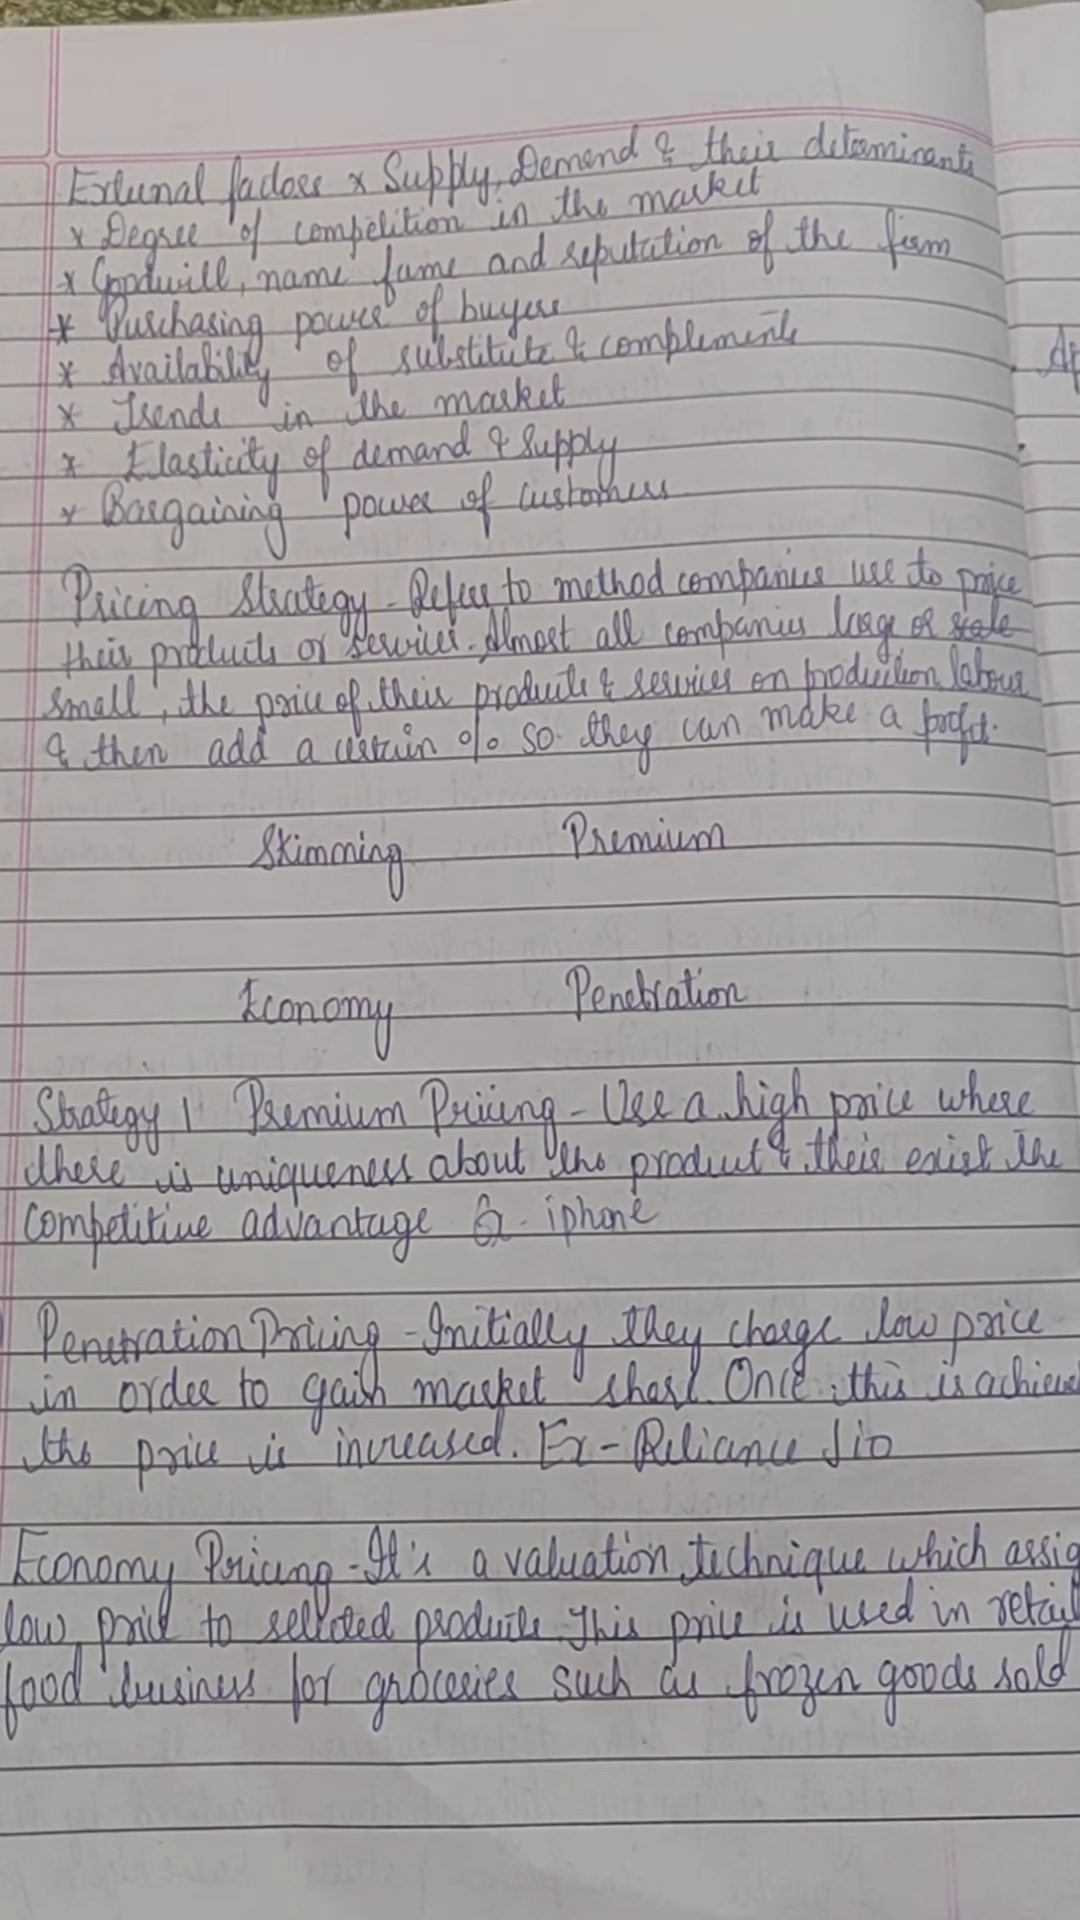 External factors x Supply, Demand & their determinants
x Degree of competition in the market
x Goodwill, name fame and reputation of the firm
x Purchasing power of buyers
x Availability of substitute & complements
x Trends in the market
x Elasticity of demand & supply
x Bargaining power of customers
Pricing Strategy - Refers to method companies use to price
their products or services. Almost all companies large or
small, the price of their products & services on production labour
& then add a certain % so they can make a profit.
Skimming Premium
Economy Penetration
Strategy 1 Premium Pricing - Use a high price where
there is uniqueness about the product & their exist the
competitive advantage Ex- iphone
Penetration Pricing - Initially they charge low price
in order to gain market share. Once this is achieve
the price is increased. Ex- Reliance Jio
Economy Pricing - It's a valuation technique which assig
low price to selected products. This price is used in retail
food business for groceries such as frozen goods sold